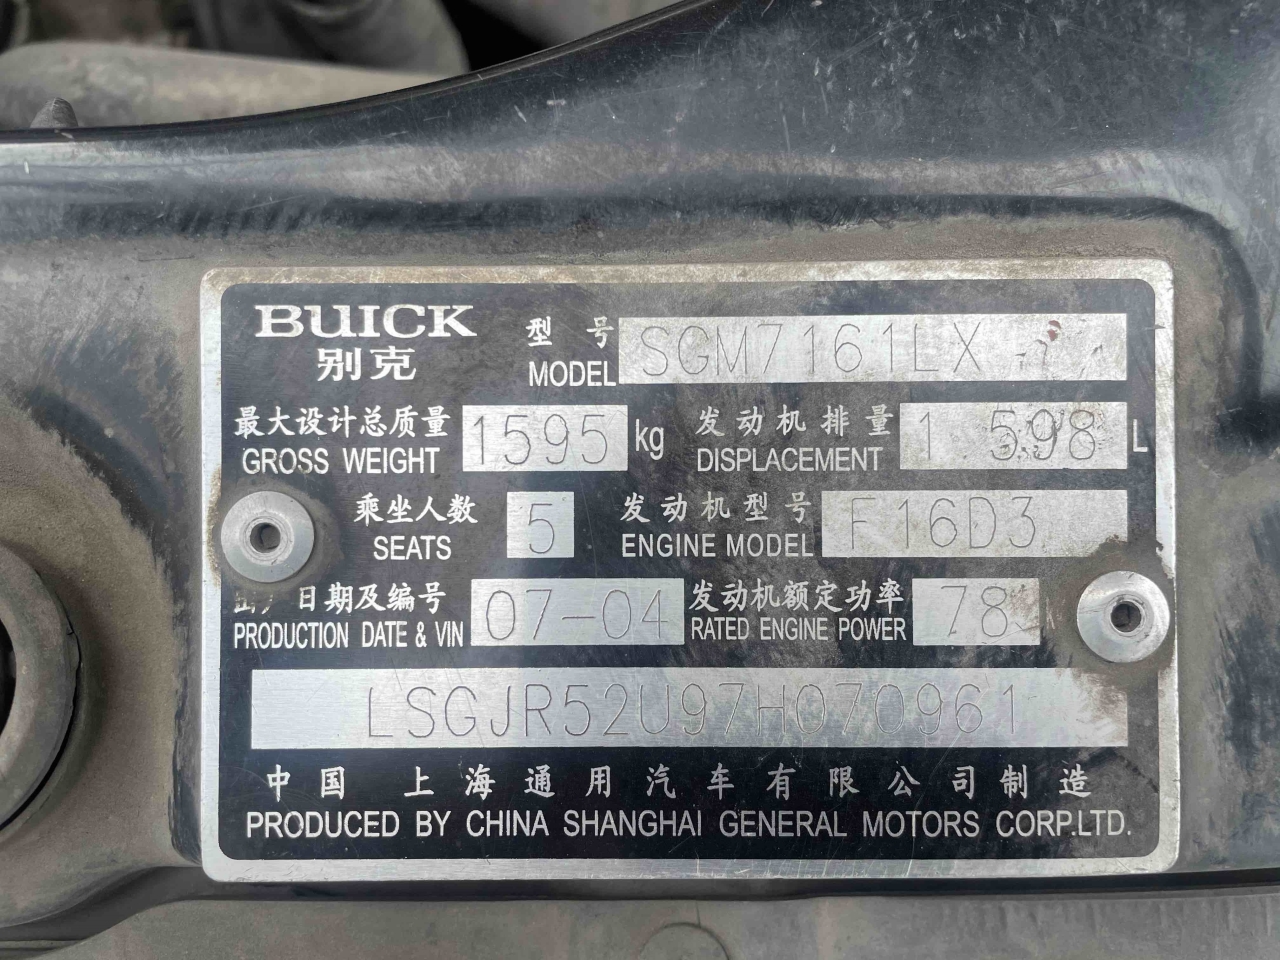 BUICK
别克
型号 SGM7161LX
MODEL
最大设计总质量 1595 kg 发动机排量 1 598 L
GROSS WEIGHT DISPLACEMENT
乘坐人数 5 发动机型号 F16D3
SEATS ENGINE MODEL
出厂日期及编号 07-04 发动机额定功率 78
PRODUCTION DATE & VIN RATED ENGINE POWER
LSGJR52U97H070961
中国 上海通用汽车有限公司制造
PRODUCED BY CHINA SHANGHAI GENERAL MOTORS CORP.LTD.